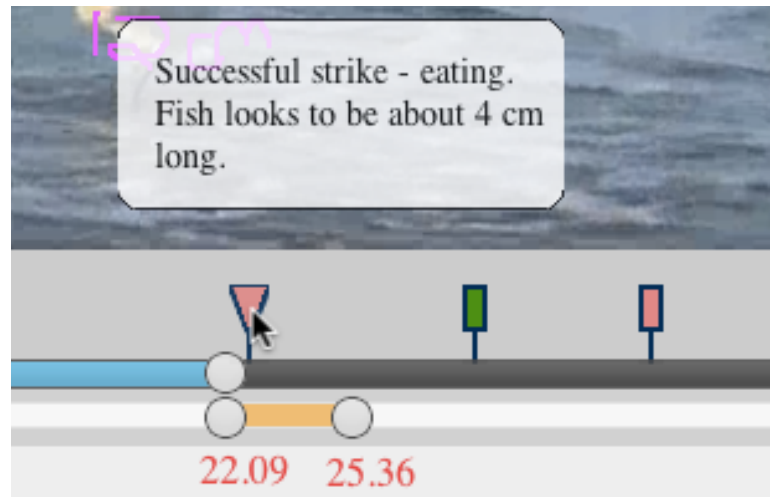 Successful strike - eating.
Fish looks to be about 4 cm
long.
22.09 25.36